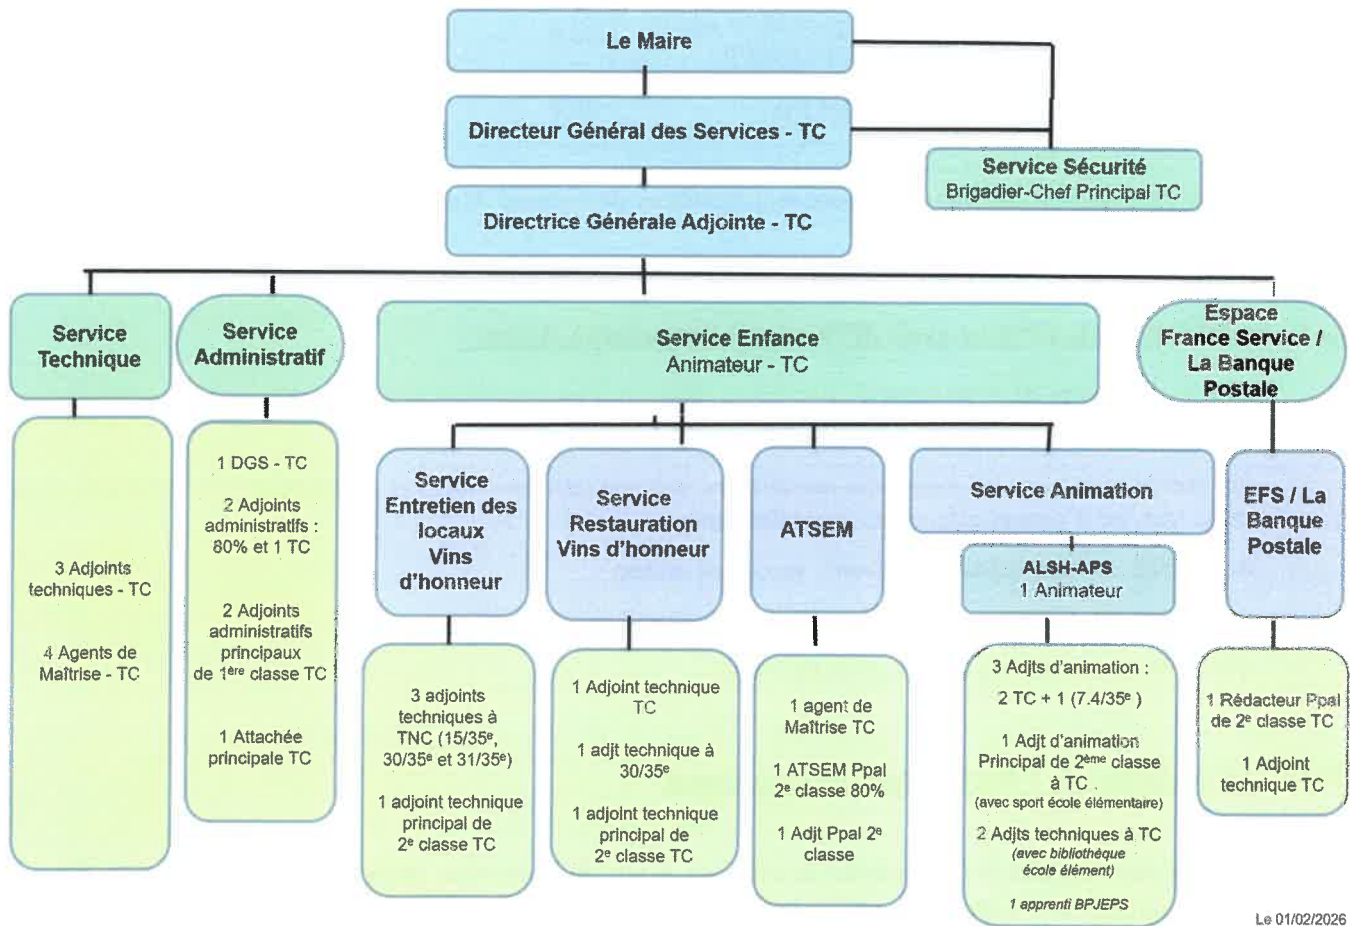 Le Maire
Directeur Général des Services - TC
Service Sécurité
Brigadier-Chef Principal TC
Directrice Générale Adjointe - TC
Service
Technique
Service
Administratif
Service Enfance
Animateur - TC
Espace
France Service /
La Banque
Postale
3 Adjoints
techniques - TC
4 Agents de
Maîtrise - TC
1 DGS - TC
2 Adjoints
administratifs :
80% et 1 TC
2 Adjoints
administratifs
principaux
de 1ère classe TC
1 Attachée
principale TC
Service
Entretien des
locaux
Vins
d'honneur
3 adjoints
techniques à
TNC (15/35e,
30/35e et 31/35e)
1 adjoint technique
principal de
2e classe TC
Service
Restauration
Vins d'honneur
1 Adjoint technique
TC
1 adjt technique à
30/35e
1 adjoint technique
principal de
2e classe TC
ATSEM
1 agent de
Maîtrise TC
1 ATSEM Ppal
2e classe 80%
1 Adjt Ppal 2e
classe
Service Animation
ALSH-APS
1 Animateur
3 Adjts d'animation :
2 TC + 1 (7.4/35e )
1 Adjt d'animation
Principal de 2ème classe
à TC .
(avec sport école élémentaire)
2 Adjts techniques à TC
(avec bibliothèque
école élément)
1 apprenti BPJEPS
EFS / La
Banque
Postale
1 Rédacteur Ppal
de 2e classe TC
1 Adjoint
technique TC
Le 01/02/2026